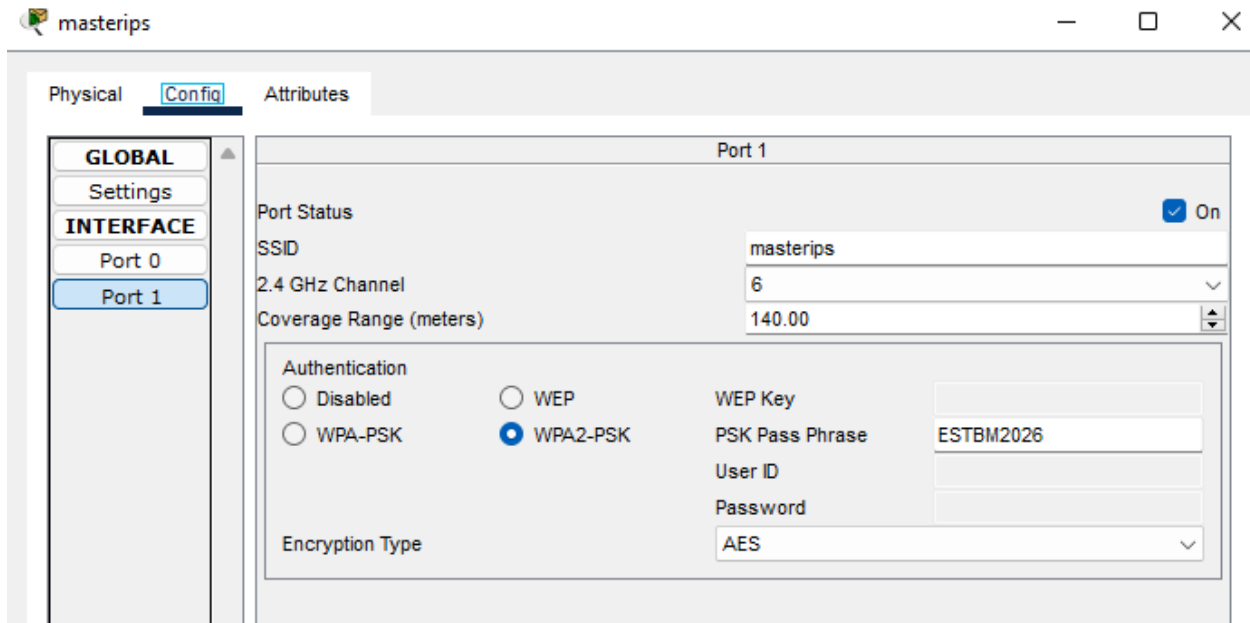 masterips
Physical Config Attributes
GLOBAL
Settings
INTERFACE
Port 0
Port 1
Port 1
Port Status On
SSID masterips
2.4 GHz Channel 6
Coverage Range (meters) 140.00
Authentication
Disabled WEP WEP Key
WPA-PSK WPA2-PSK PSK Pass Phrase ESTBM2026
User ID
Password
Encryption Type AES